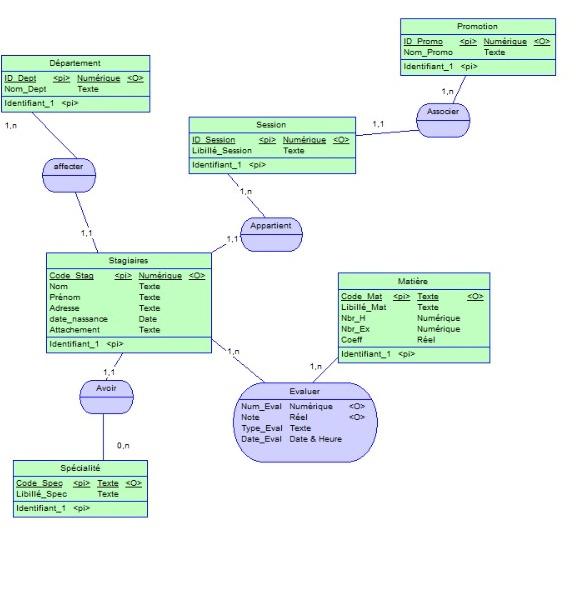 Promotion
ID_Promo <pi> Numérique <O>
Nom_Promo Texte
Identifiant_1 <pi>
1,n
Associer
1,1
Département
ID_Dept <pi> Numérique <O>
Nom_Dept Texte
Identifiant_1 <pi>
1,n
affecter
1,1
Session
ID_Session <pi> Numérique <O>
Libillé_Session Texte
Identifiant_1 <pi>
1,n
Appartient
1,1
Stagiaires
Code_Stag <pi> Numérique <O>
Nom Texte
Prénom Texte
Adresse Texte
date_nassance Date
Attachement Texte
Identifiant_1 <pi>
1,n
Matière
Code_Mat <pi> Texte <O>
Libillé_Mat Texte
Nbr_H Numérique
Nbr_Ex Numérique
Coeff Réel
Identifiant_1 <pi>
1,n
1,1
Avoir
0,n
Evaluer
Num_Eval Numérique <O>
Note Réel <O>
Type_Eval Texte
Date_Eval Date & Heure
Spécialité
Code_Spec <pi> Texte <O>
Libillé_Spec Texte
Identifiant_1 <pi>